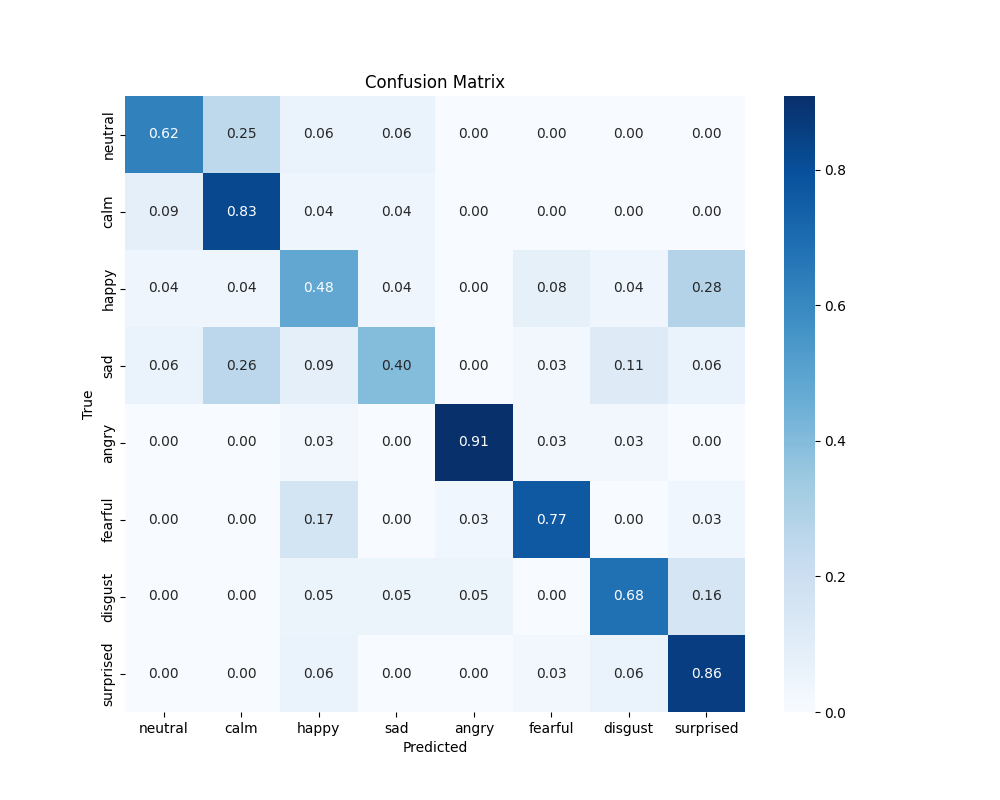 Confusion Matrix
neutral 0.62 0.25 0.06 0.06 0.00 0.00 0.00 0.00
calm 0.09 0.83 0.04 0.04 0.00 0.00 0.00 0.00
happy 0.04 0.04 0.48 0.04 0.00 0.08 0.04 0.28
sad 0.06 0.26 0.09 0.40 0.00 0.03 0.11 0.06
angry 0.00 0.00 0.03 0.00 0.91 0.03 0.03 0.00
fearful 0.00 0.00 0.17 0.00 0.03 0.77 0.00 0.03
disgust 0.00 0.00 0.05 0.05 0.05 0.00 0.68 0.16
surprised 0.00 0.00 0.06 0.00 0.00 0.03 0.06 0.86
neutral calm happy sad angry fearful disgust surprised
Predicted
True
0.8
0.6
0.4
0.2
0.0